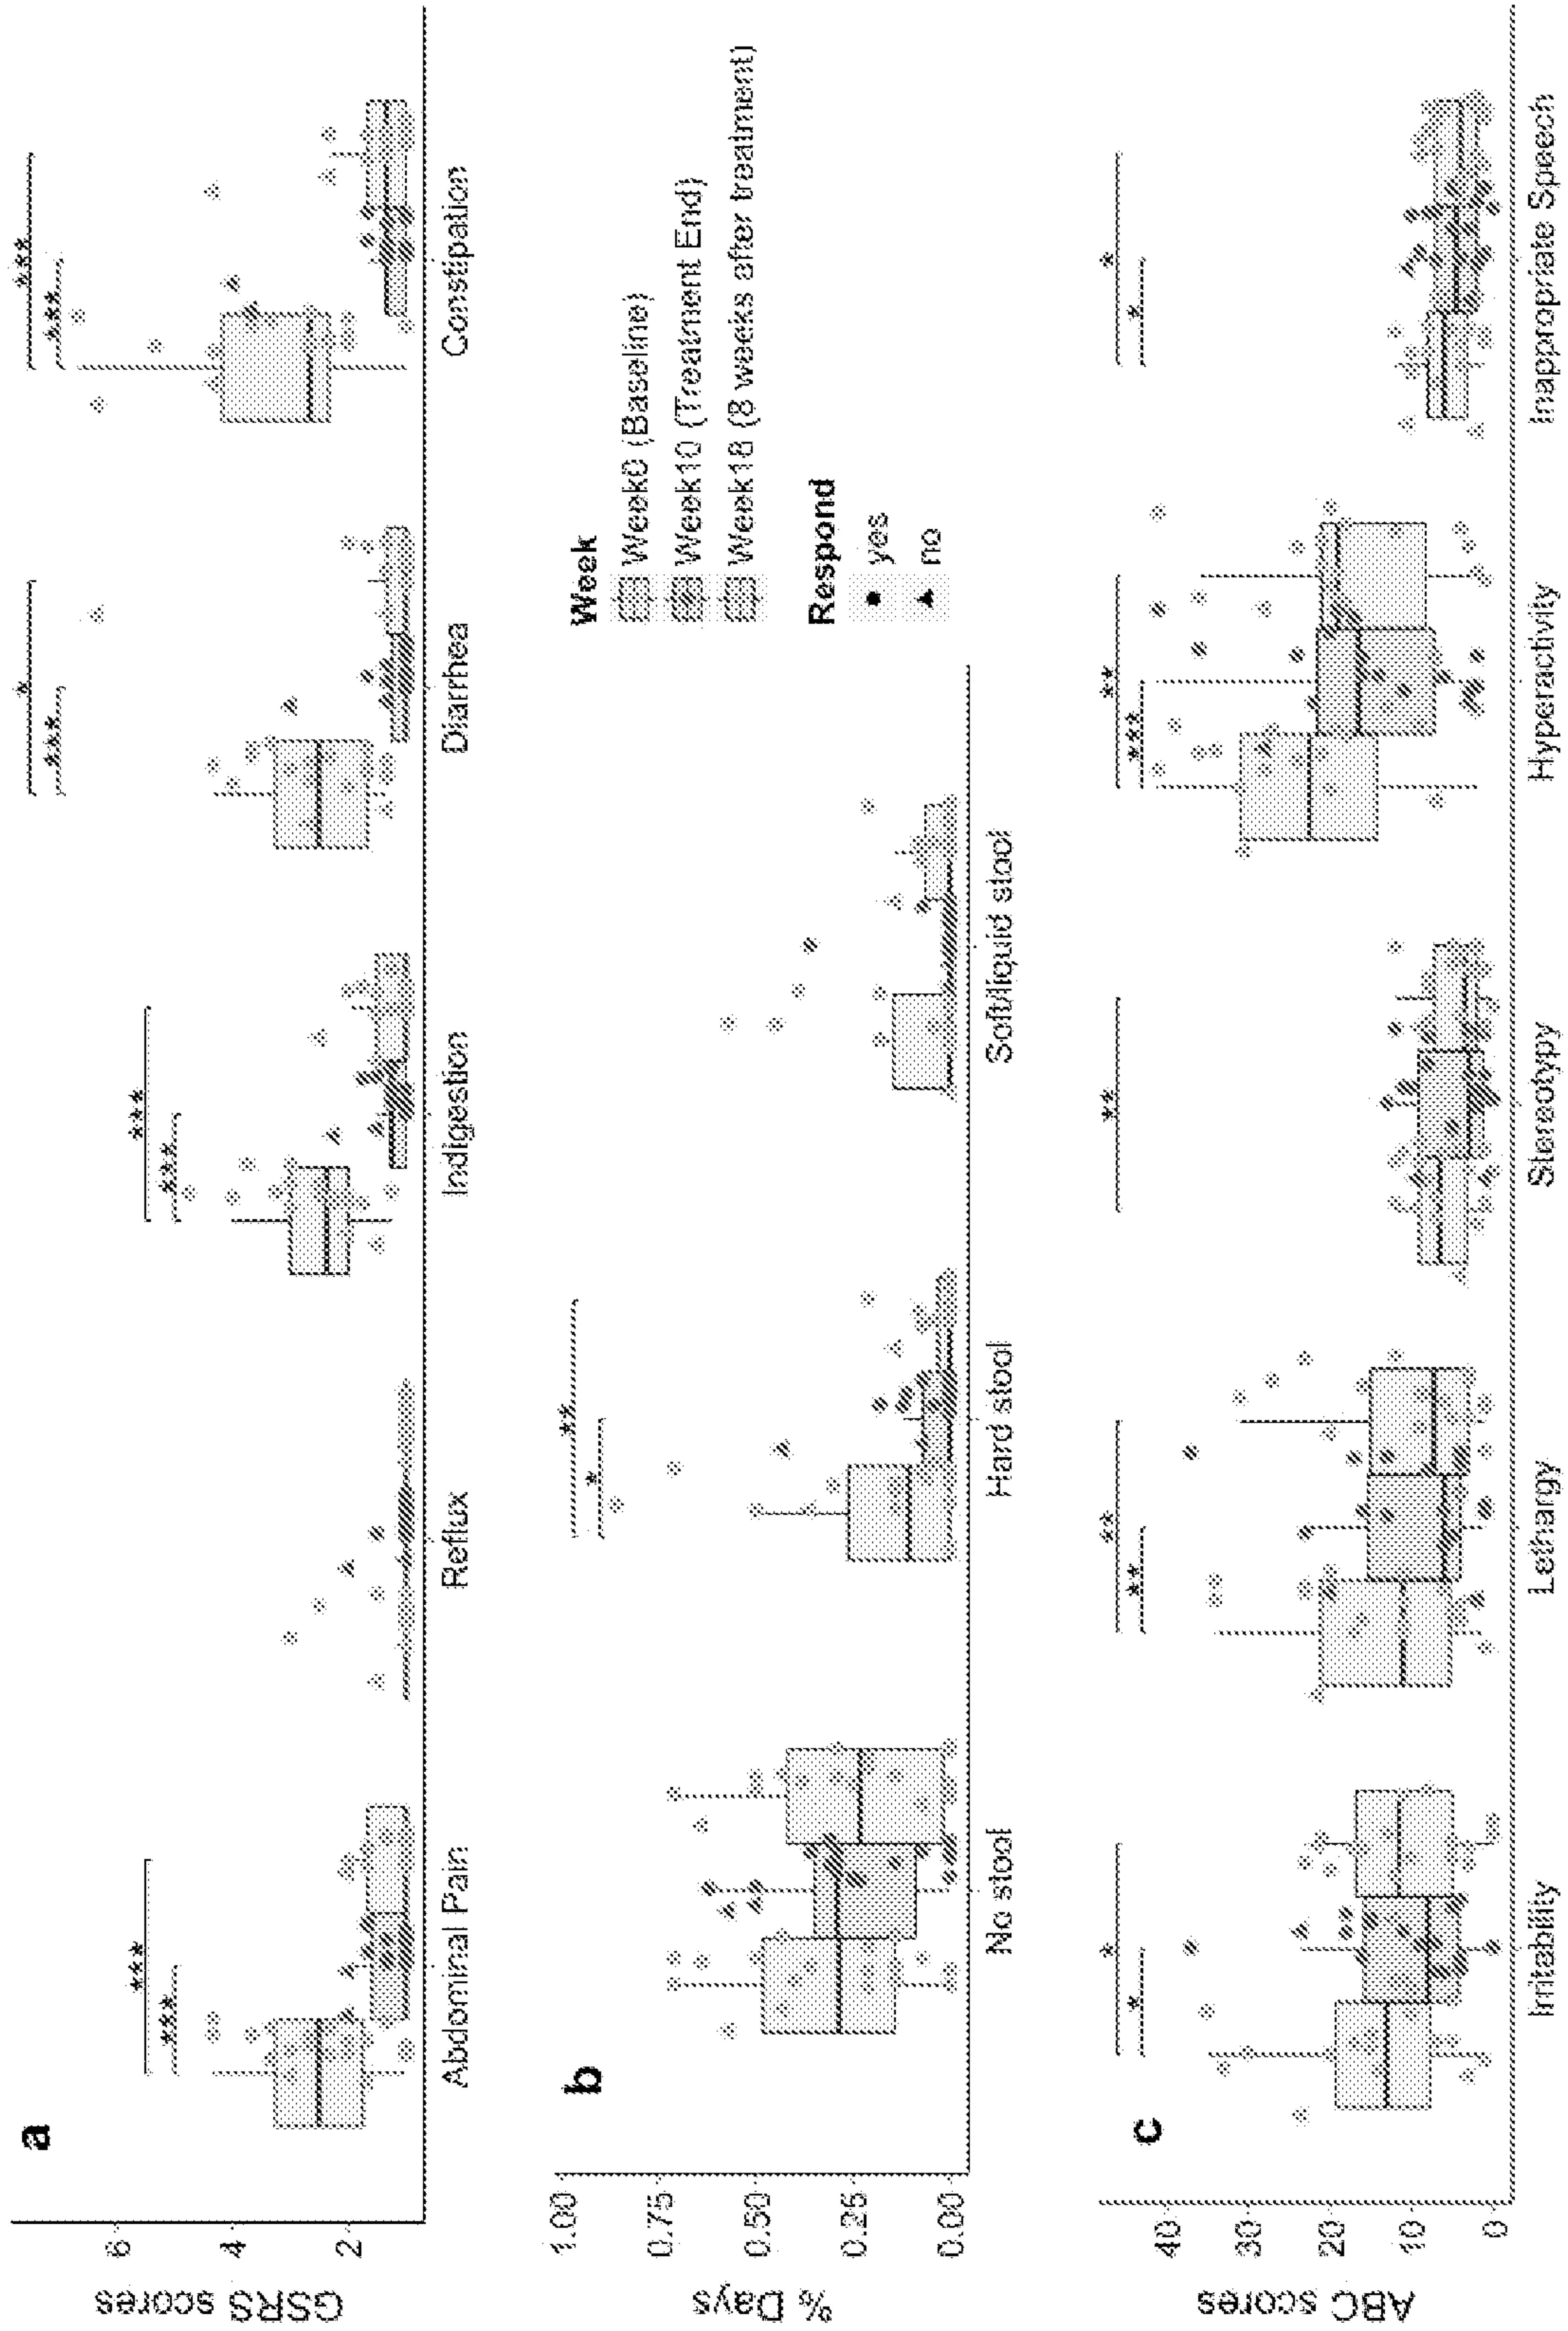 a
GSRS scores
6
4
2
***
***
***
***
*
***
***
***
Abdominal Pain
Reflux
Indigestion
Diarrhea
Constipation
b
% Days
1.00
0.75
0.50
0.25
0.00
**
*
No stool
Hard stool
Soft/liquid stool
Week
Week0 (Baseline)
Week10 (Treatment End)
Week18 (8 weeks after treatment)
Respond
yes
no
c
ABC scores
40
30
20
10
0
*
*
**
**
**
**
***
*
*
Irritability
Lethargy
Stereotypy
Hyperactivity
Inappropriate Speech